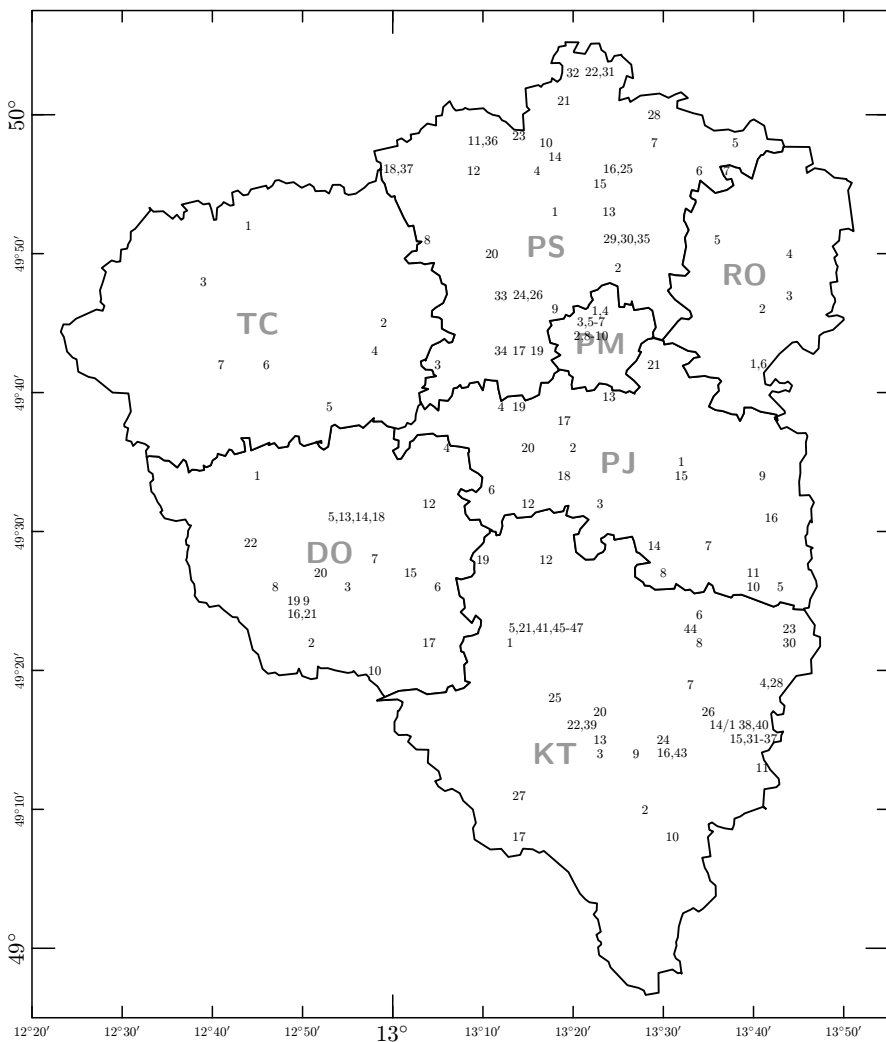 32 22,31
21
50° 28
23
11,36 10 7 5
14
18,37 12 4 16,25 6 7
15
1 13
1
8 29,30,35 5
PS
49°50′ 20 4
2 RO
3
33 24,26 3
9 1,4 2
TC 2 3,5-7
2,8-10
PM
4 34 17 19
7 6 3 21 1,6
49°40′ 13
5 4 19
17
4 20 2
PJ 1
1 18 15 9
6
12 12 3
5,13,14,18 16
49°30′
22 14 7
DO 7 19 12
20 15 8 11
8 3 6 10 5
19 9
16,21 6
5,21,41,45-47 44 23
2 17 1 8 30
49°20′ 10
7 4,28
25
20 26
22,39 14/1 38,40
13 24 15,31-37
KT 3 9 16,43
11
27
49°10′ 2
17 10
49°
12°20′ 12°30′ 12°40′ 12°50′ 13° 13°10′ 13°20′ 13°30′ 13°40′ 13°50′